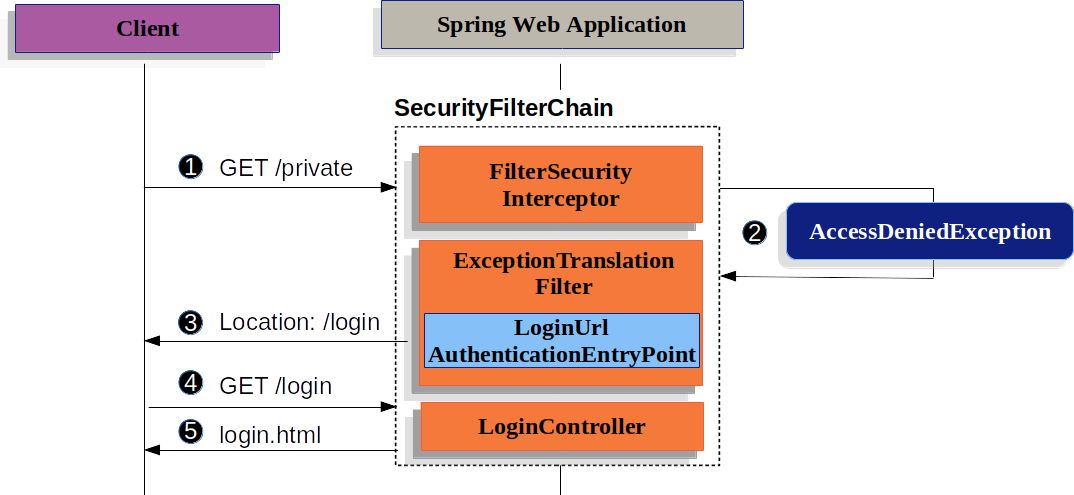 Client
Spring Web Application
SecurityFilterChain
1 GET /private
FilterSecurity
Interceptor
2
AccessDeniedException
ExceptionTranslation
Filter
3 Location: /login
LoginUrl
AuthenticationEntryPoint
4 GET /login
LoginController
5 login.html